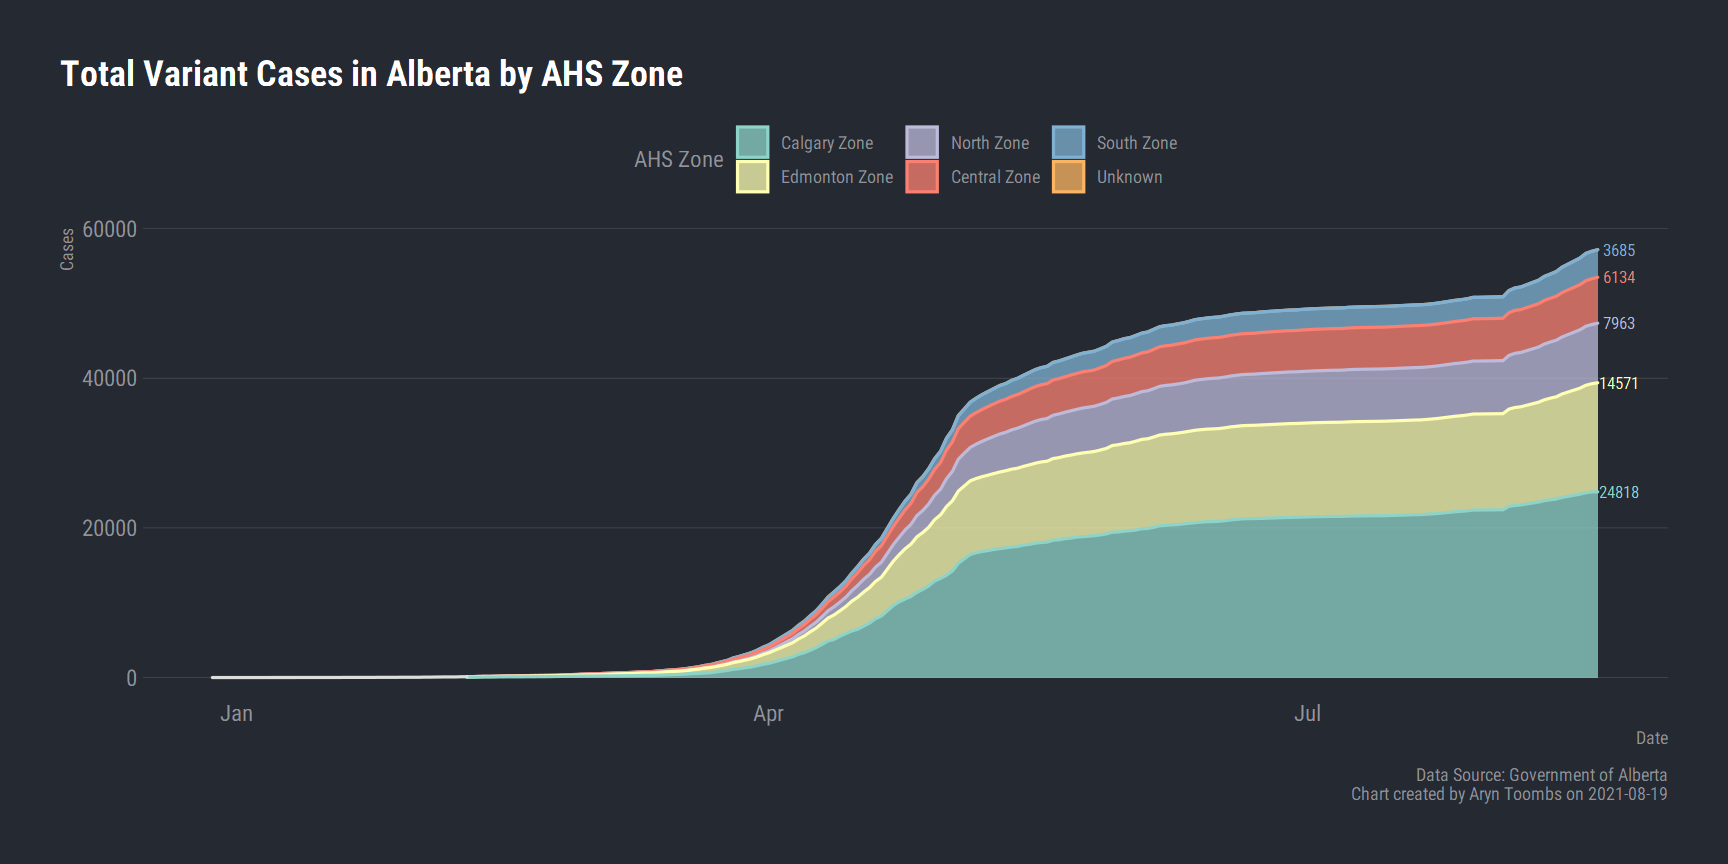 Total Variant Cases in Alberta by AHS Zone
AHS Zone
Calgary Zone
North Zone
South Zone
Edmonton Zone
Central Zone
Unknown
Cases
60000
40000
20000
0
3685
6134
7963
14571
24818
Jan
Apr
Jul
Date
Data Source: Government of Alberta
Chart created by Aryn Toombs on 2021-08-19